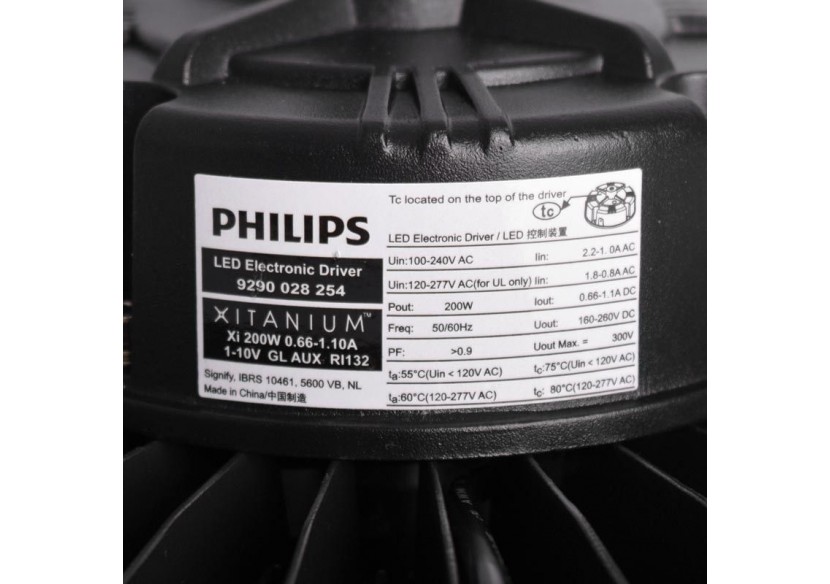 PHILIPS
LED Electronic Driver
9290 028 254
XITANIUM™
Xi 200W 0.66-1.10A
1-10V GL AUX RI132
Signify, IBRS 10461, 5600 VB, NL
Made in China/中国制造
Tc located on the top of the driver
tc
LED Electronic Driver / LED 控制装置
Uin:100-240V AC Iin: 2.2-1.0A AC
Uin:120-277V AC(for UL only) Iin: 1.8-0.8A AC
Pout: 200W Iout: 0.66-1.1A DC
Freq: 50/60Hz Uout: 160-260V DC
PF: >0.9 Uout Max. = 300V
ta:55°C(Uin < 120V AC) tc:75°C(Uin < 120V AC)
ta:60°C(120-277V AC) tc: 80°C(120-277V AC)